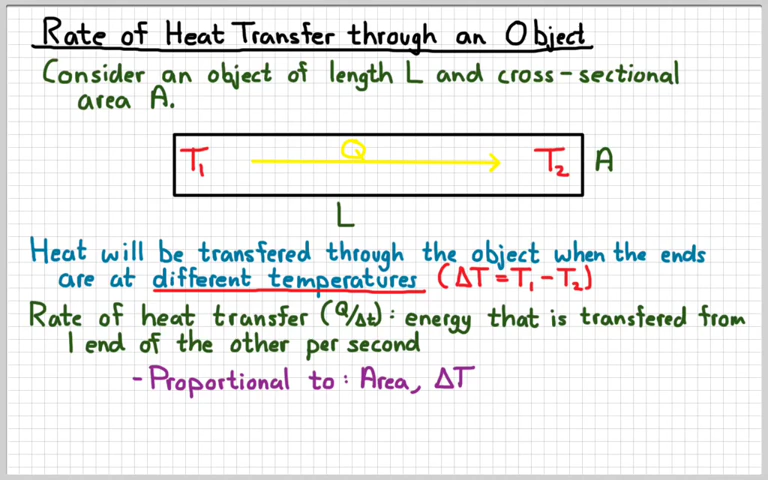 Rate of Heat Transfer through an Object
Consider an object of length L and cross-sectional
area A.
T₁ Q T₂ A
L
Heat will be transfered through the object when the ends
are at different temperatures (ΔT = T₁ - T₂)
Rate of heat transfer (Q/Δt): energy that is transfered from
1 end of the other per second
- Proportional to: Area, ΔT